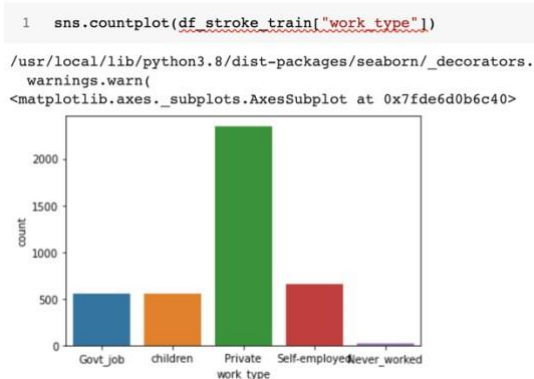 1 sns.countplot(df_stroke_train["work_type"])
/usr/local/lib/python3.8/dist-packages/seaborn/_decorators.
warnings.warn(
<matplotlib.axes._subplots.AxesSubplot at 0x7fde6d0b6c40>
2000
1500
1000
500
0
count
Govt_job children Private Self-employed Never_worked
work_type